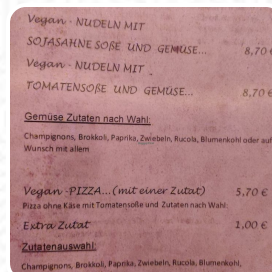 Vegan - NUDELN MIT
SOJASAHNE SOßE UND GEMÜSE... 8,70 €
Vegan - NUDELN MIT
TOMATENSOßE UND GEMÜSE... 8,70 €
Gemüse Zutaten nach Wahl:
Champignons, Brokkoli, Paprika, Zwiebeln, Rucola, Blumenkohl oder auf
Wunsch mit allem
Vegan -PIZZA...(mit einer Zutat) 5,70 €
Pizza ohne Käse mit Tomatensoße und Zutaten nach Wahl.
Extra Zutat 1,00 €
Zutatenauswahl:
Champignons, Brokkoli, Paprika, Zwiebeln, Rucola, Blumenkohl,